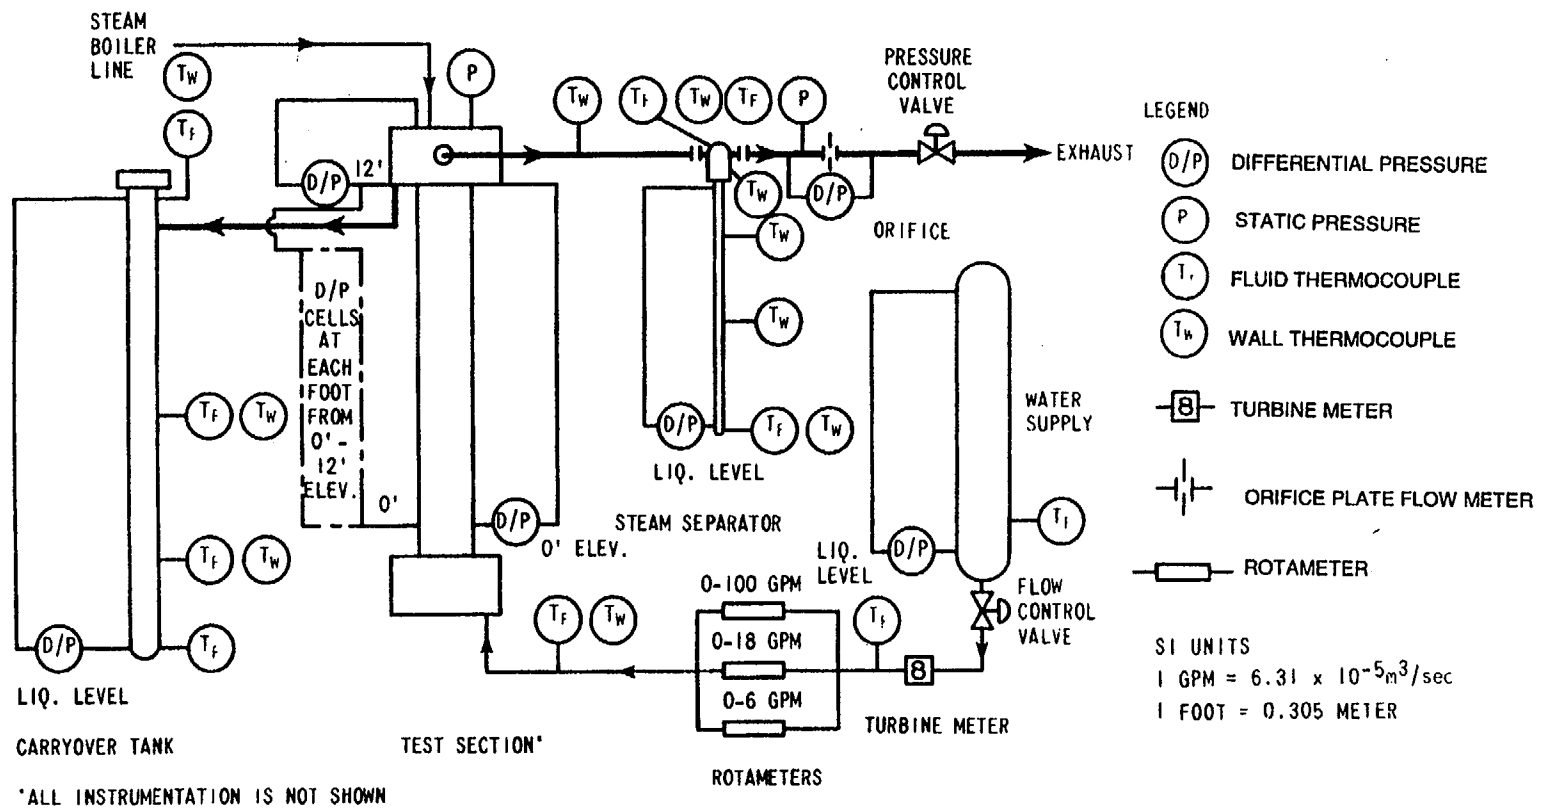 STEAM
BOILER
LINE
TW
Tf
P
12'
D/P
D/P
CELLS
AT
EACH
FOOT
FROM
0'-
12'
ELEV.
0'
D/P
0' ELEV.
TF
TW
TF
TW
TF
D/P
LIQ. LEVEL
CARRYOVER TANK
TEST SECTION*
*ALL INSTRUMENTATION IS NOT SHOWN
TW
Tf
TW
TF
P
PRESSURE
CONTROL
VALVE
EXHAUST
TW
D/P
ORIFICE
TW
TW
D/P
TF
TW
LIQ. LEVEL
STEAM SEPARATOR
WATER
SUPPLY
Tf
D/P
LIQ.
LEVEL
FLOW
CONTROL
VALVE
TF
TW
0-100 GPM
0-18 GPM
0-6 GPM
ROTAMETERS
Tf
8
TURBINE METER
LEGEND
D/P DIFFERENTIAL PRESSURE
P STATIC PRESSURE
Tf FLUID THERMOCOUPLE
TW WALL THERMOCOUPLE
8 TURBINE METER
ORIFICE PLATE FLOW METER
ROTAMETER
SI UNITS
1 GPM = 6.31 x 10⁻⁵m³/sec
1 FOOT = 0.305 METER